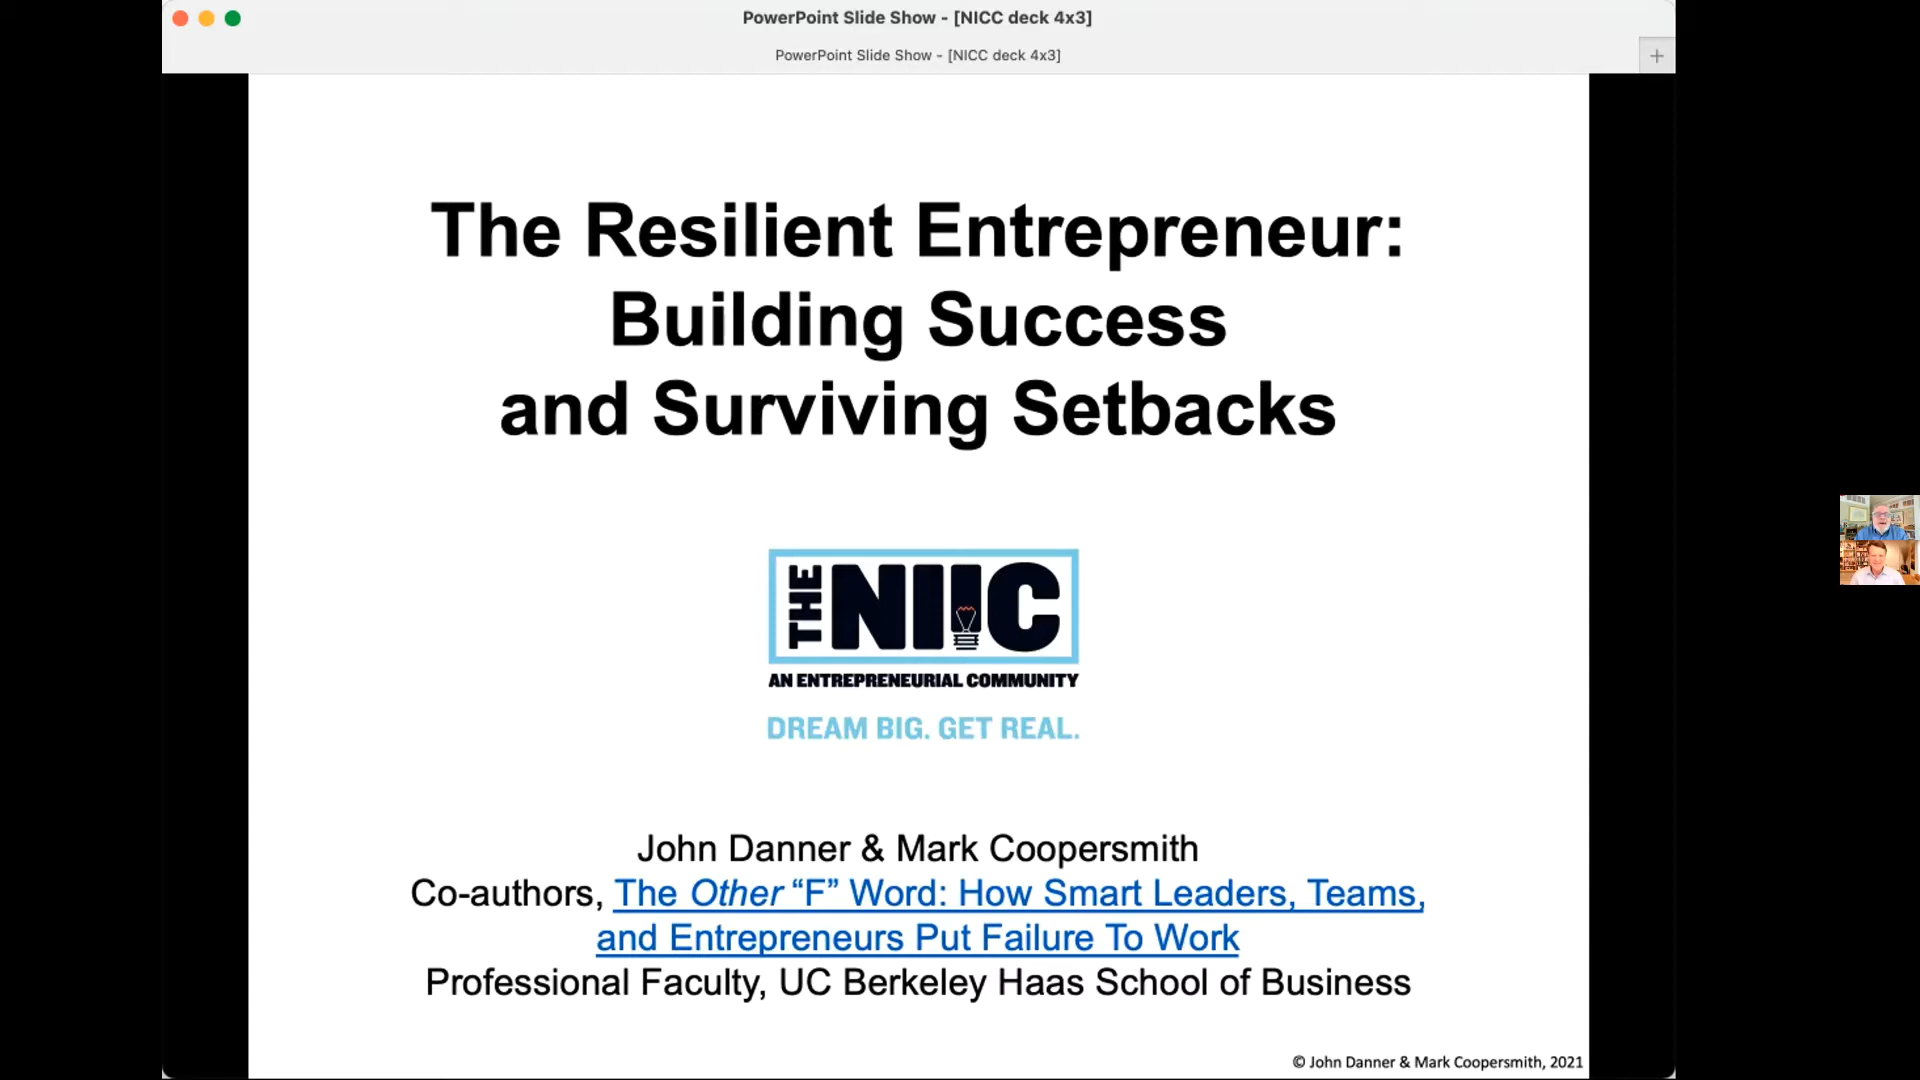 PowerPoint Slide Show - [NICC deck 4x3]
PowerPoint Slide Show - [NICC deck 4x3]
The Resilient Entrepreneur:
Building Success
and Surviving Setbacks
THE NIIC
AN ENTREPRENEURIAL COMMUNITY
DREAM BIG. GET REAL.
John Danner & Mark Coopersmith
Co-authors, The Other “F” Word: How Smart Leaders, Teams,
and Entrepreneurs Put Failure To Work
Professional Faculty, UC Berkeley Haas School of Business
© John Danner & Mark Coopersmith, 2021